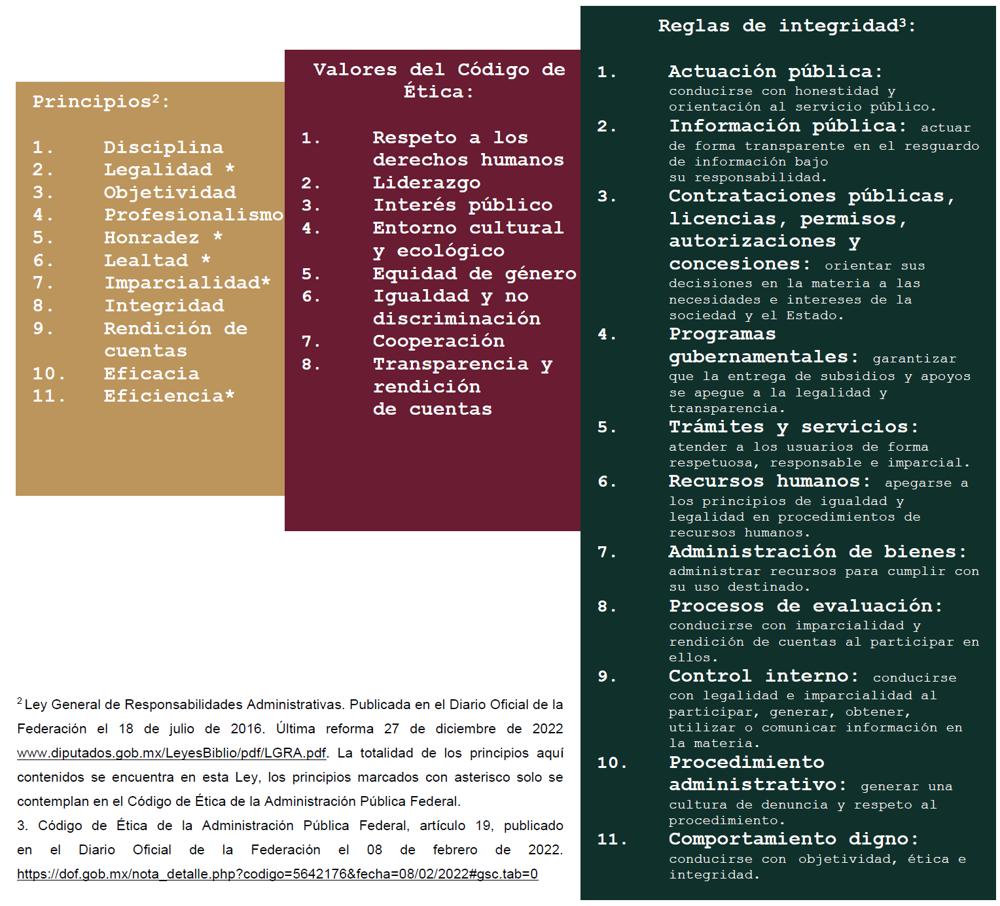 Principios²:
1. Disciplina
2. Legalidad *
3. Objetividad
4. Profesionalismo
5. Honradez *
6. Lealtad *
7. Imparcialidad*
8. Integridad
9. Rendición de
cuentas
10. Eficacia
11. Eficiencia*
Valores del Código de
Ética:
1. Respeto a los
derechos humanos
2. Liderazgo
3. Interés público
4. Entorno cultural
y ecológico
5. Equidad de género
6. Igualdad y no
discriminación
7. Cooperación
8. Transparencia y
rendición
de cuentas
Reglas de integridad³:
1. Actuación pública:
conducirse con honestidad y
orientación al servicio público.
2. Información pública: actuar
de forma transparente en el resguardo
de información bajo
su responsabilidad.
3. Contrataciones públicas,
licencias, permisos,
autorizaciones y
concesiones: orientar sus
decisiones en la materia a las
necesidades e intereses de la
sociedad y el Estado.
4. Programas
gubernamentales: garantizar
que la entrega de subsidios y apoyos
se apegue a la legalidad y
transparencia.
5. Trámites y servicios:
atender a los usuarios de forma
respetuosa, responsable e imparcial.
6. Recursos humanos: apegarse a
los principios de igualdad y
legalidad en procedimientos de
recursos humanos.
7. Administración de bienes:
administrar recursos para cumplir con
su uso destinado.
8. Procesos de evaluación:
conducirse con imparcialidad y
rendición de cuentas al participar en
ellos.
9. Control interno: conducirse
con legalidad e imparcialidad al
participar, generar, obtener,
utilizar o comunicar información en
la materia.
10. Procedimiento
administrativo: generar una
cultura de denuncia y respeto al
procedimiento.
11. Comportamiento digno:
conducirse con objetividad, ética e
integridad.
² Ley General de Responsabilidades Administrativas. Publicada en el Diario Oficial de la
Federación el 18 de julio de 2016. Última reforma 27 de diciembre de 2022
www.diputados.gob.mx/LeyesBiblio/pdf/LGRA.pdf. La totalidad de los principios aquí
contenidos se encuentra en esta Ley, los principios marcados con asterisco solo se
contemplan en el Código de Ética de la Administración Pública Federal.
3. Código de Ética de la Administración Pública Federal, artículo 19, publicado
en el Diario Oficial de la Federación el 08 de febrero de 2022.
https://dof.gob.mx/nota_detalle.php?codigo=5642176&fecha=08/02/2022#gsc.tab=0